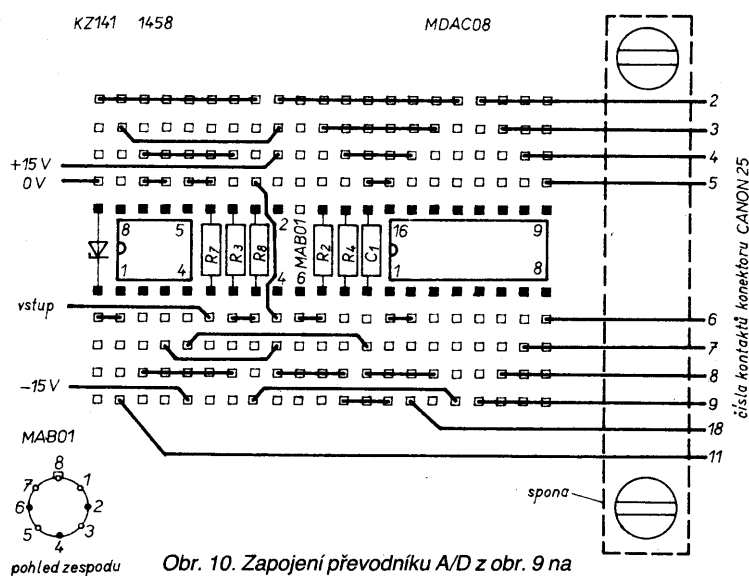 KZ141 1458 MDAC08
2
3
4
5
+15 V
0 V
8 5
1 4
R7
R3
R8
2
4
MAB01
6
R2
R4
C1
16 9
1 8
vstup
6
7
8
9
18
11
−15 V
čísla kontaktů konektoru CANON 25
MAB01
8
7 1
6 2
5 3
4
pohled zespodu
spona
Obr. 10. Zapojení převodníku A/D z obr. 9 na